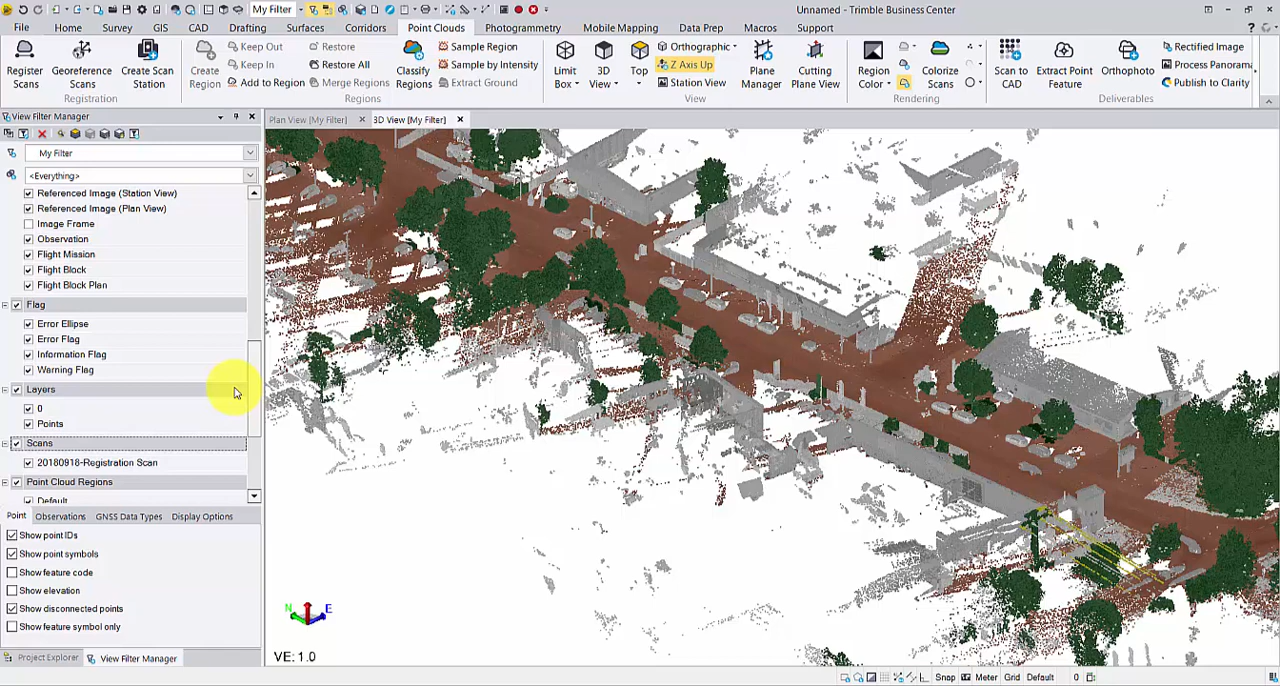 My Filter
Unnamed - Trimble Business Center
File Home Survey GIS CAD Drafting Surfaces Corridors Point Clouds Photogrammetry Mobile Mapping Data Prep Macros Support
Register Scans
Georeference Scans
Create Scan Station
Registration
Create Region
Keep Out
Keep In
Add to Region
Restore
Restore All
Merge Regions
Classify Regions
Sample Region
Sample by Intensity
Extract Ground
Regions
Limit Box
3D View
Top
Orthographic
Z Axis Up
Station View
Plane Manager
Cutting Plane View
View
Region Color
Colorize Scans
Rendering
Scan to CAD
Extract Point Feature
Orthophoto
Rectified Image
Process Panorama
Publish to Clarity
Deliverables
View Filter Manager
Plan View [My Filter]
3D View [My Filter]
My Filter
<Everything>
Referenced Image (Station View)
Referenced Image (Plan View)
Image Frame
Observation
Flight Mission
Flight Block
Flight Block Plan
Flag
Error Ellipse
Error Flag
Information Flag
Warning Flag
Layers
0
Points
Scans
20180918-Registration Scan
Point Cloud Regions
Default
Point Observations GNSS Data Types Display Options
Show point IDs
Show point symbols
Show feature code
Show elevation
Show disconnected points
Show feature symbol only
N E
VE: 1.0
Project Explorer View Filter Manager
Snap Meter Grid Default 0